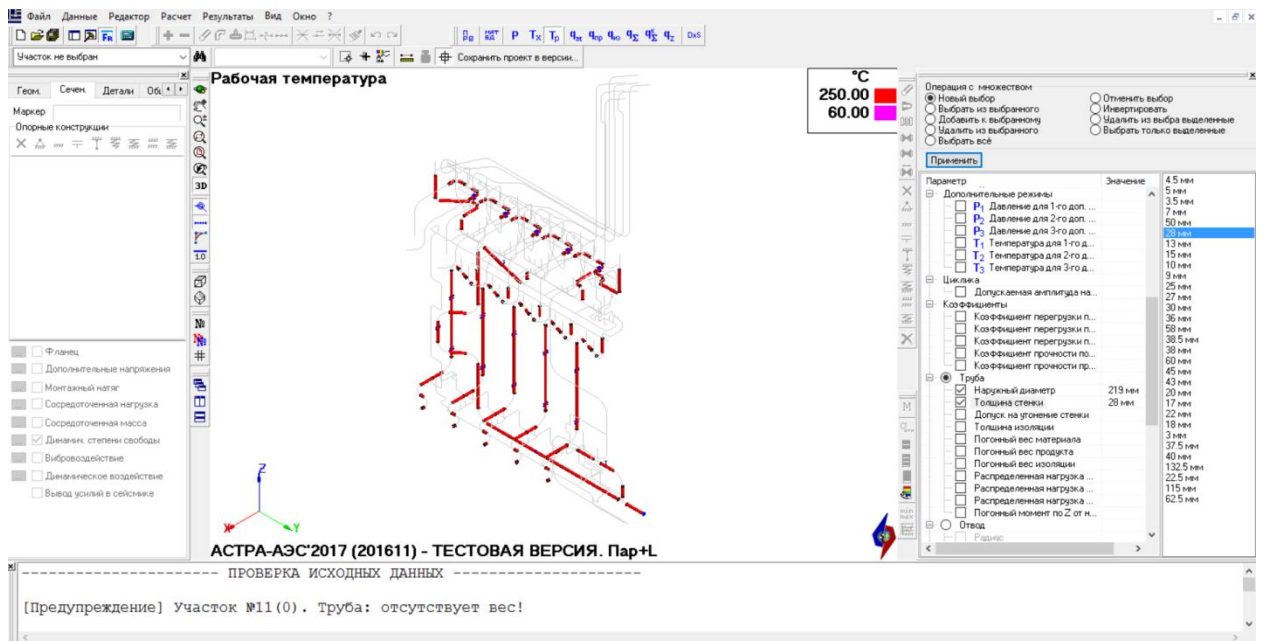 Файл Данные Редактор Расчет Результаты Вид Окно ?
P Tₓ Tₚ DxS
Участок не выбран
Сохранить проект в версии...
Геом. Сечен. Детали
Маркер
Опорные конструкции
Фланец
Дополнительные напряжения
Монтажный натяг
Сосредоточенная нагрузка
Сосредоточенная масса
Динамич. степени свободы
Вибровоздействие
Динамическое воздействие
Вывод усилий в сейсмике
3D
1.0
№
№
Рабочая температура
°C
250.00
60.00
Z
X
Y
АСТРА-АЭС'2017 (201611) - ТЕСТОВАЯ ВЕРСИЯ. Пар+L
Операция с множеством
Новый выбор
Выбрать из выбранного
Добавить к выбранному
Удалить из выбранного
Выбрать всё
Отменить выбор
Инвертировать
Удалить из выбра выделенные
Выбрать только выделенные
Применить
Параметр Значение
Дополнительные режимы
P₁ Давление для 1-го доп. ...
P₂ Давление для 2-го доп. ...
P₃ Давление для 3-го доп. ...
T₁ Температура для 1-го д...
T₂ Температура для 2-го д...
T₃ Температура для 3-го д...
Циклика
Допускаемая амплитуда на...
Коэффициенты
Коэффициент перегрузки п...
Коэффициент перегрузки п...
Коэффициент перегрузки п...
Коэффициент прочности по...
Коэффициент прочности пр...
Труба
Наружный диаметр 219 мм
Толщина стенки 28 мм
Допуск на утонение стенки
Толщина изоляции
Погонный вес материала
Погонный вес продукта
Погонный вес изоляции
Распределенная нагрузка ...
Распределенная нагрузка ...
Распределенная нагрузка ...
Погонный момент по Z от н...
Отвод
Радиус
4.5 мм
5 мм
3.5 мм
7 мм
50 мм
28 мм
13 мм
15 мм
10 мм
9 мм
25 мм
27 мм
30 мм
36 мм
58 мм
38.5 мм
38 мм
60 мм
45 мм
43 мм
20 мм
17 мм
22 мм
18 мм
3 мм
37.5 мм
40 мм
132.5 мм
22.5 мм
115 мм
62.5 мм
---------------------- ПРОВЕРКА ИСХОДНЫХ ДАННЫХ ---------------------
[Предупреждение] Участок №11(0). Труба: отсутствует вес!